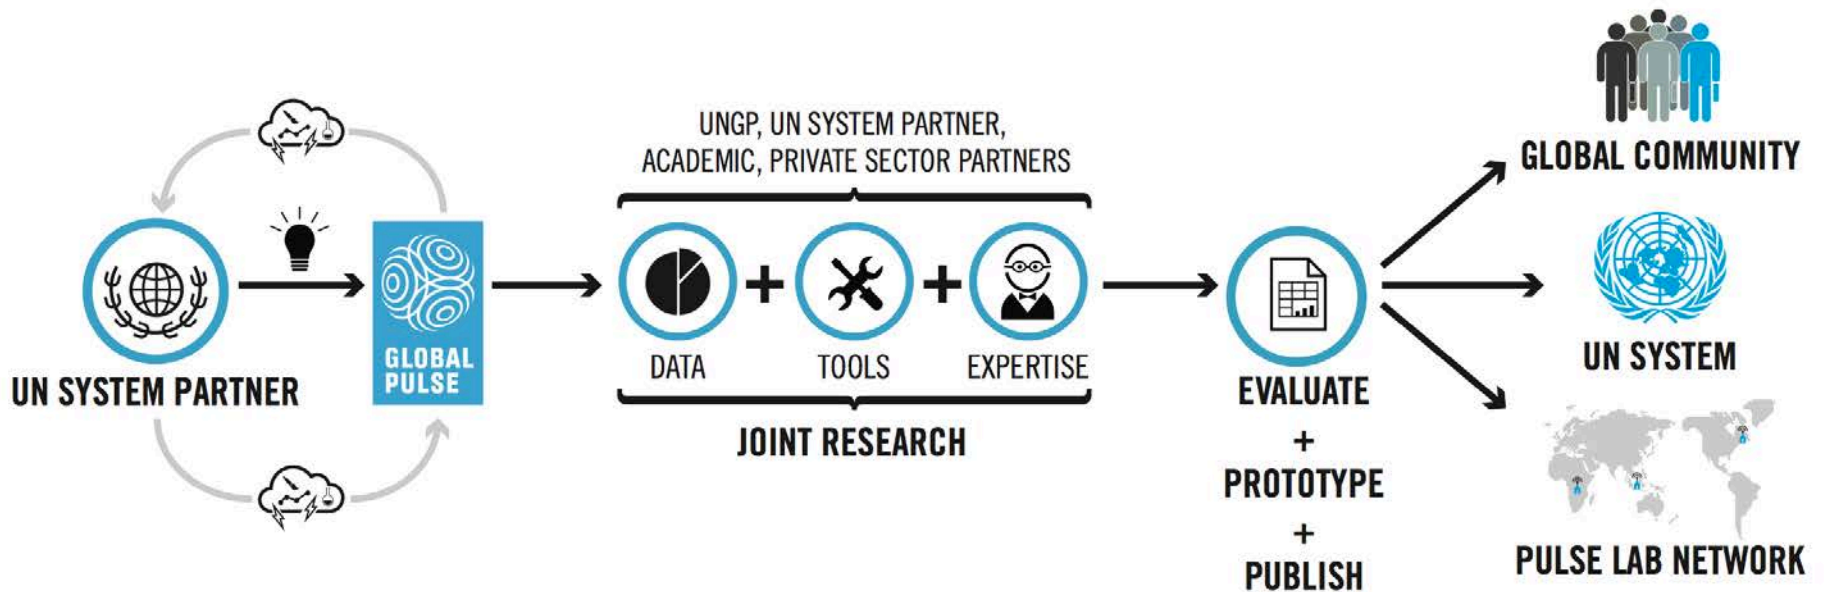 UN SYSTEM PARTNER
GLOBAL
PULSE
UNGP, UN SYSTEM PARTNER,
ACADEMIC, PRIVATE SECTOR PARTNERS
DATA
+
TOOLS
+
EXPERTISE
JOINT RESEARCH
EVALUATE
+
PROTOTYPE
+
PUBLISH
GLOBAL COMMUNITY
UN SYSTEM
PULSE LAB NETWORK